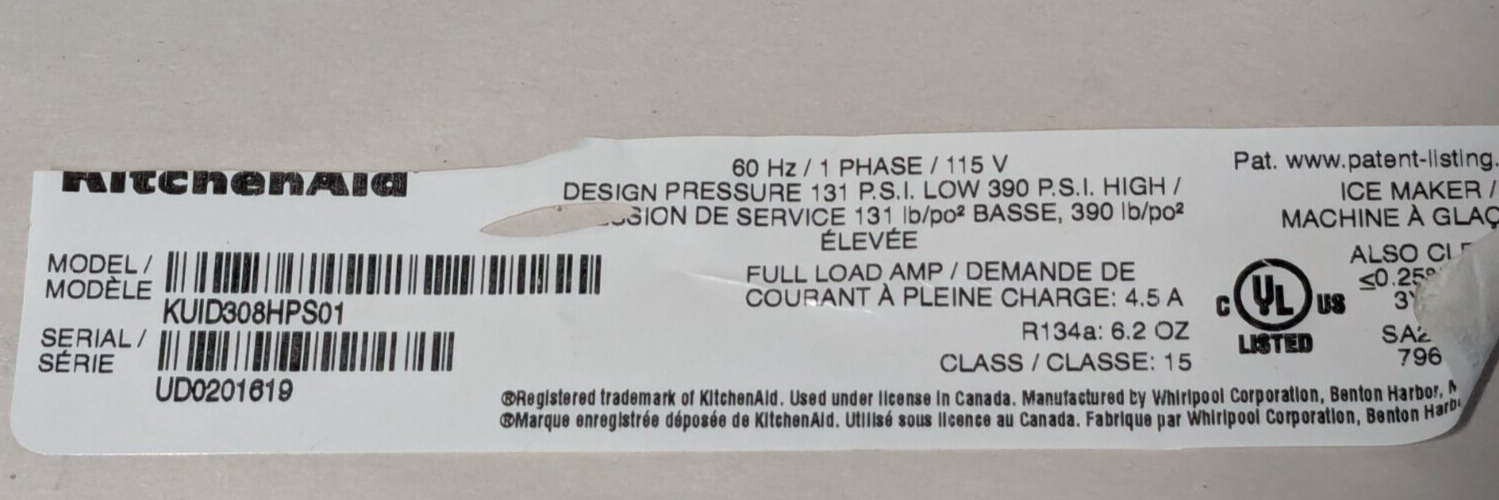 KitchenAid
MODEL /
MODÈLE
KUID308HPS01
SERIAL /
SÉRIE
UD0201619
60 Hz / 1 PHASE / 115 V
DESIGN PRESSURE 131 P.S.I. LOW 390 P.S.I. HIGH /
DE SERVICE 131 lb/po² BASSE, 390 lb/po²
ÉLEVÉE
FULL LOAD AMP / DEMANDE DE
COURANT À PLEINE CHARGE: 4.5 A
R134a: 6.2 OZ
CLASS / CLASSE: 15
Pat. www.patent-listing.
ICE MAKER /
MACHINE À
ALSO
C UL US
LISTED
796
®Registered trademark of KitchenAid. Used under license in Canada. Manufactured by Whirlpool Corporation, Benton Harbor,
®Marque enregistrée déposée de KitchenAid. Utilisé sous licence au Canada. Fabriqué par Whirlpool Corporation, Benton